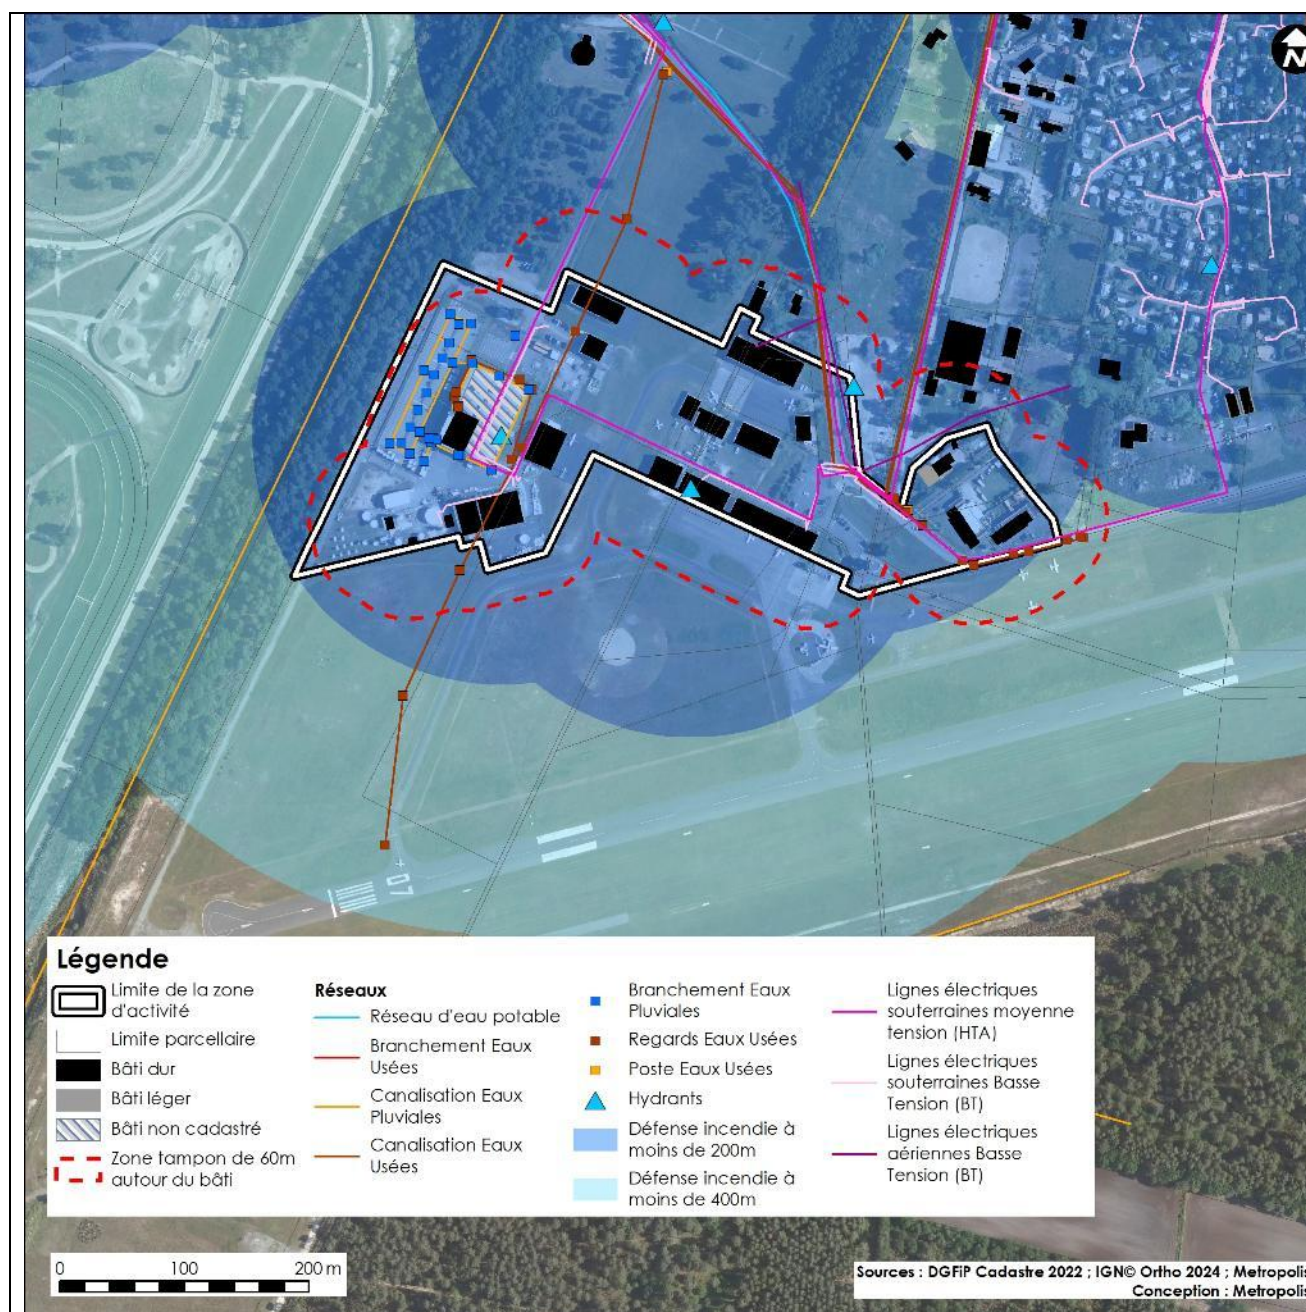 N
07
Légende
Limite de la zone
d'activité
Limite parcellaire
Bâti dur
Bâti léger
Bâti non cadastré
Zone tampon de 60m
autour du bâti
Réseaux
Réseau d'eau potable
Branchement Eaux
Usées
Canalisation Eaux
Pluviales
Canalisation Eaux
Usées
Branchement Eaux
Pluviales
Regards Eaux Usées
Poste Eaux Usées
Hydrants
Défense incendie à
moins de 200m
Défense incendie à
moins de 400m
Lignes électriques
souterraines moyenne
tension (HTA)
Lignes électriques
souterraines Basse
Tension (BT)
Lignes électriques
aériennes Basse
Tension (BT)
0 100 200 m
Sources : DGFiP Cadastre 2022 ; IGN© Ortho 2024 ; Metropolis
Conception : Metropolis